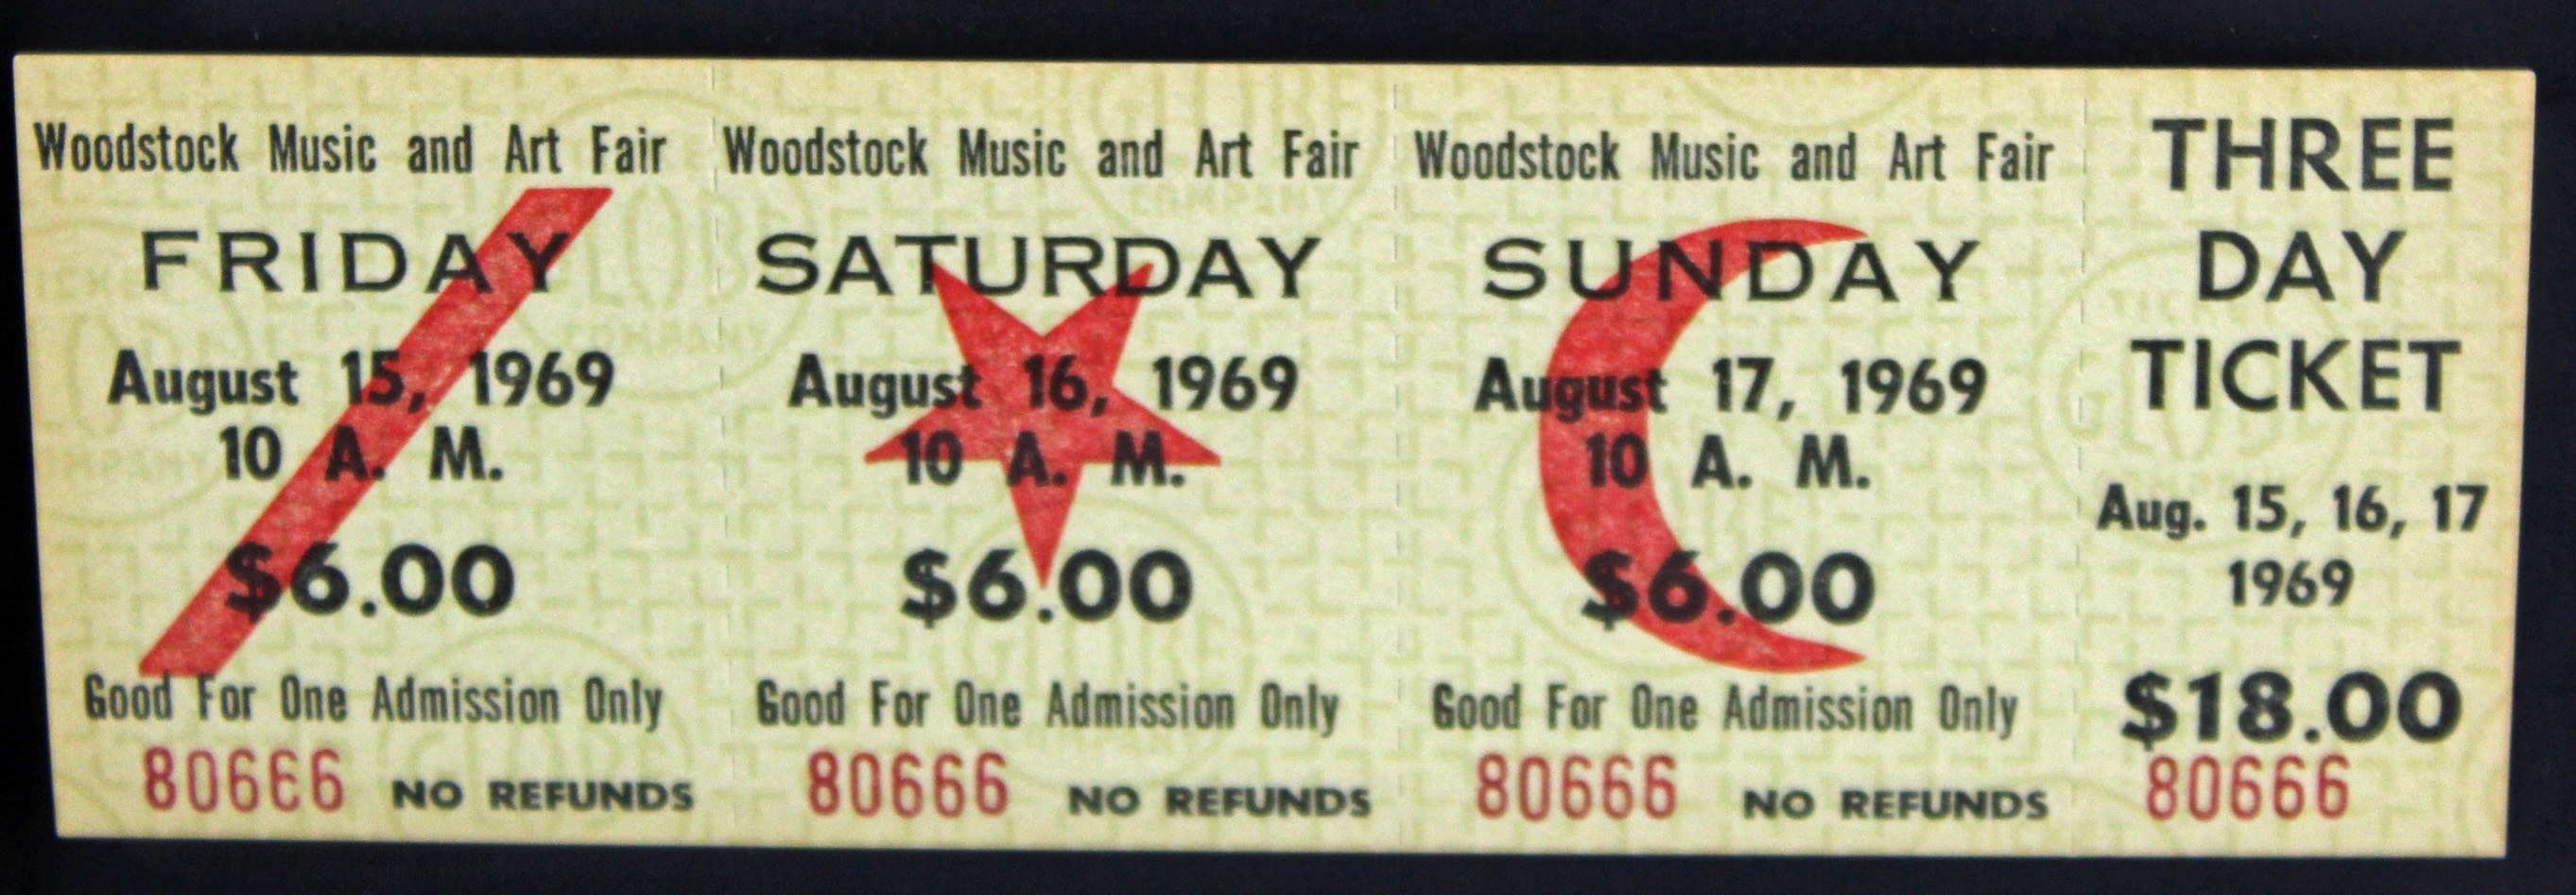 Woodstock Music and Art Fair
FRIDAY
August 15, 1969
10 A. M.
$6.00
Good For One Admission Only
80666 NO REFUNDS
Woodstock Music and Art Fair
SATURDAY
August 16, 1969
10 A. M.
$6.00
Good For One Admission Only
80666 NO REFUNDS
Woodstock Music and Art Fair
SUNDAY
August 17, 1969
10 A. M.
$6.00
Good For One Admission Only
80666 NO REFUNDS
THREE
DAY
TICKET
Aug. 15, 16, 17
1969
$18.00
80666